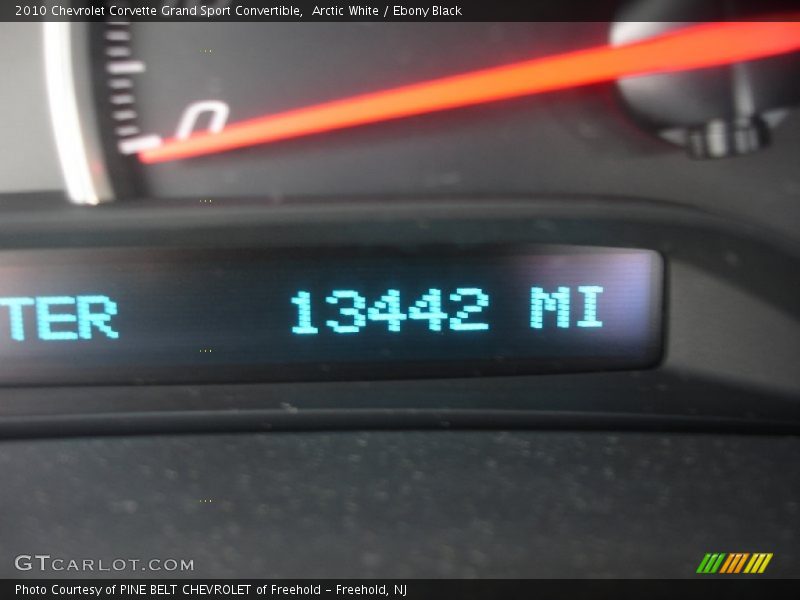 2010 Chevrolet Corvette Grand Sport Convertible,  Arctic White / Ebony Black
0
TER 13442 MI
GTCARLOT.COM
Photo Courtesy of PINE BELT CHEVROLET of Freehold - Freehold, NJ